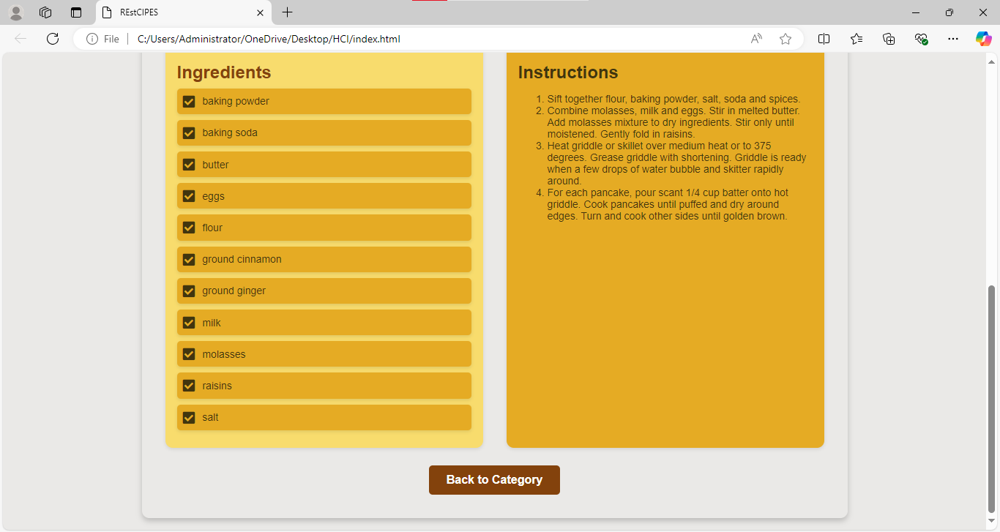 REstCIPES
File
C:/Users/Administrator/OneDrive/Desktop/HCI/index.html
Ingredients
baking powder
baking soda
butter
eggs
flour
ground cinnamon
ground ginger
milk
molasses
raisins
salt
Instructions
1. Sift together flour, baking powder, salt, soda and spices.
2. Combine molasses, milk and eggs. Stir in melted butter.
Add molasses mixture to dry ingredients. Stir only until
moistened. Gently fold in raisins.
3. Heat griddle or skillet over medium heat or to 375
degrees. Grease griddle with shortening. Griddle is ready
when a few drops of water bubble and skitter rapidly
around.
4. For each pancake, pour scant 1/4 cup batter onto hot
griddle. Cook pancakes until puffed and dry around
edges. Turn and cook other sides until golden brown.
Back to Category